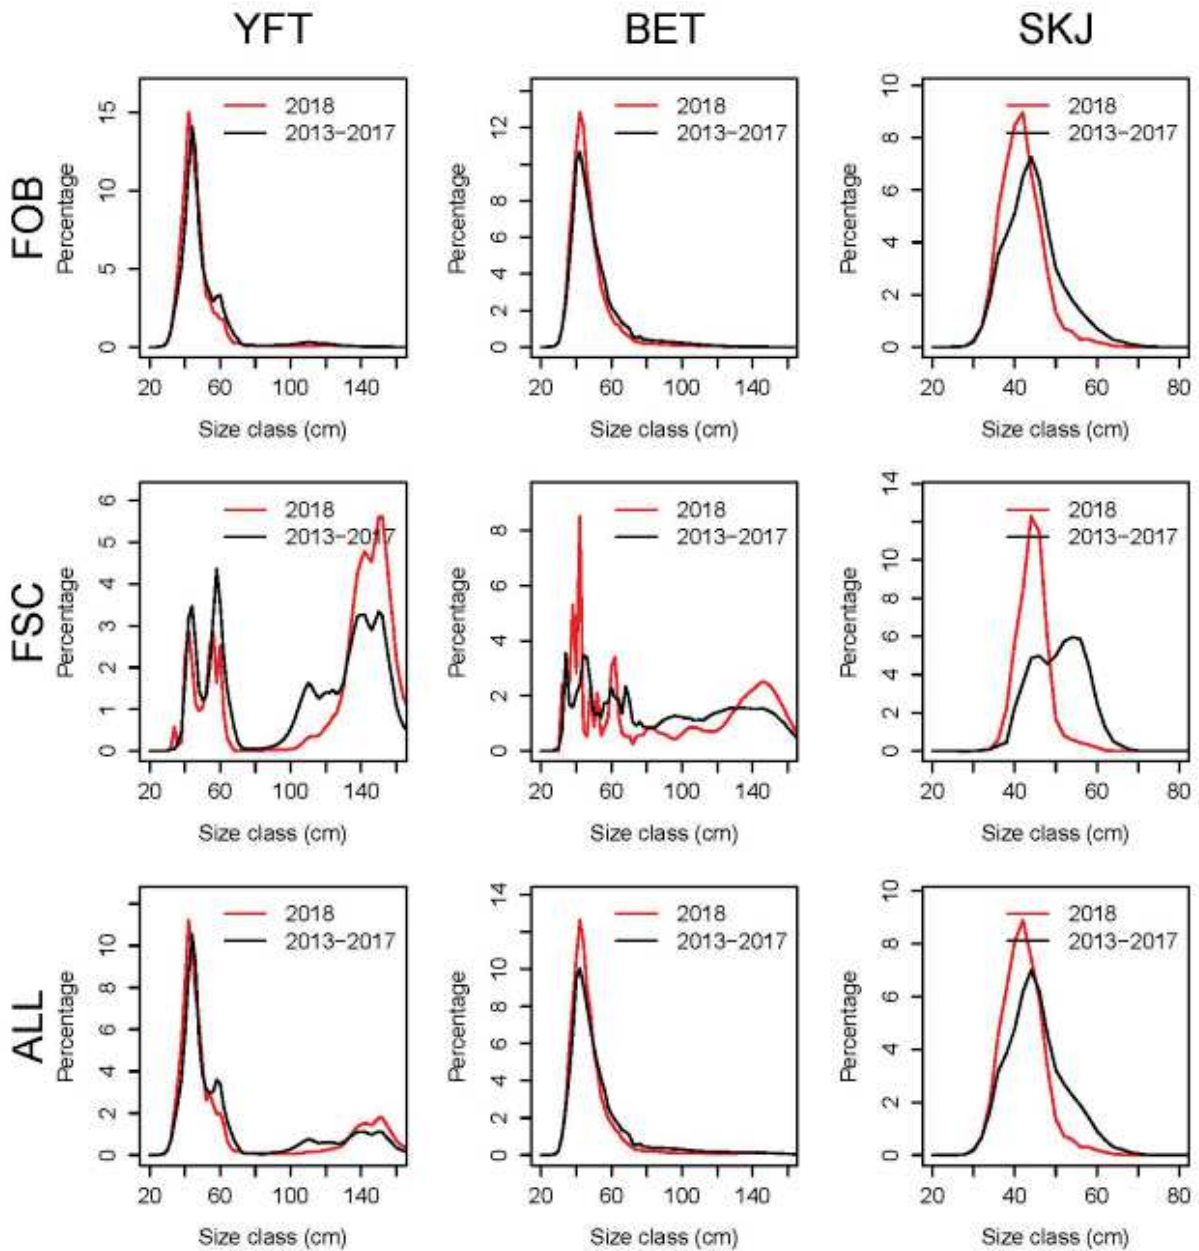 YFT BET SKJ
FOB
Percentage
0 5 10 15
2018
2013−2017
20 60 100 140
Size class (cm)
Percentage
0 2 4 6 8 10 12
2018
2013−2017
20 60 100 140
Size class (cm)
Percentage
0 2 4 6 8 10
2018
2013−2017
20 40 60 80
Size class (cm)
FSC
Percentage
0 1 2 3 4 5 6
2018
2013−2017
20 60 100 140
Size class (cm)
Percentage
0 2 4 6 8
2018
2013−2017
20 60 100 140
Size class (cm)
Percentage
0 2 4 6 8 10 14
2018
2013−2017
20 40 60 80
Size class (cm)
ALL
Percentage
0 2 4 6 8 10
2018
2013−2017
20 60 100 140
Size class (cm)
Percentage
0 2 4 6 8 10 12 14
2018
2013−2017
20 60 100 140
Size class (cm)
Percentage
0 2 4 6 8 10
2018
2013−2017
20 40 60 80
Size class (cm)